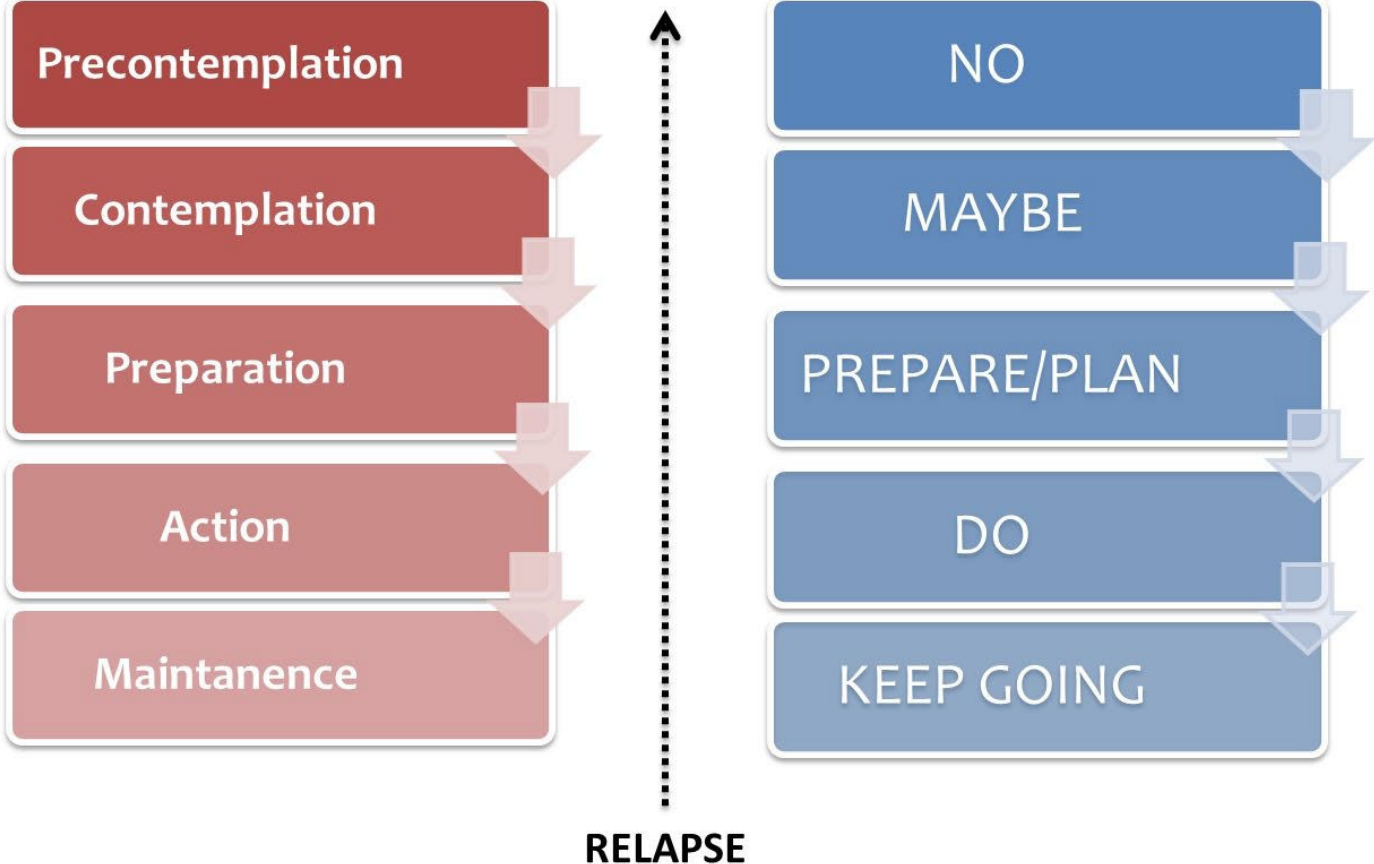 Precontemplation
Contemplation
Preparation
Action
Maintanence
NO
MAYBE
PREPARE/PLAN
DO
KEEP GOING
RELAPSE